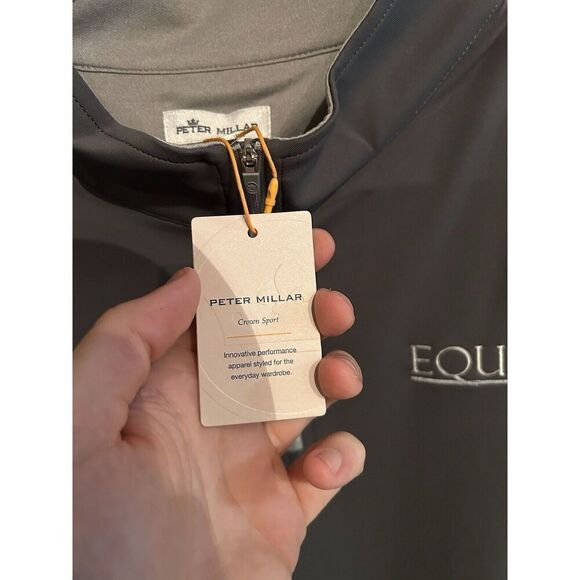 PETER MILLAR
PETER MILLAR
Crown Sport
Innovative performance
apparel styled for the
everyday wardrobe.
EQU